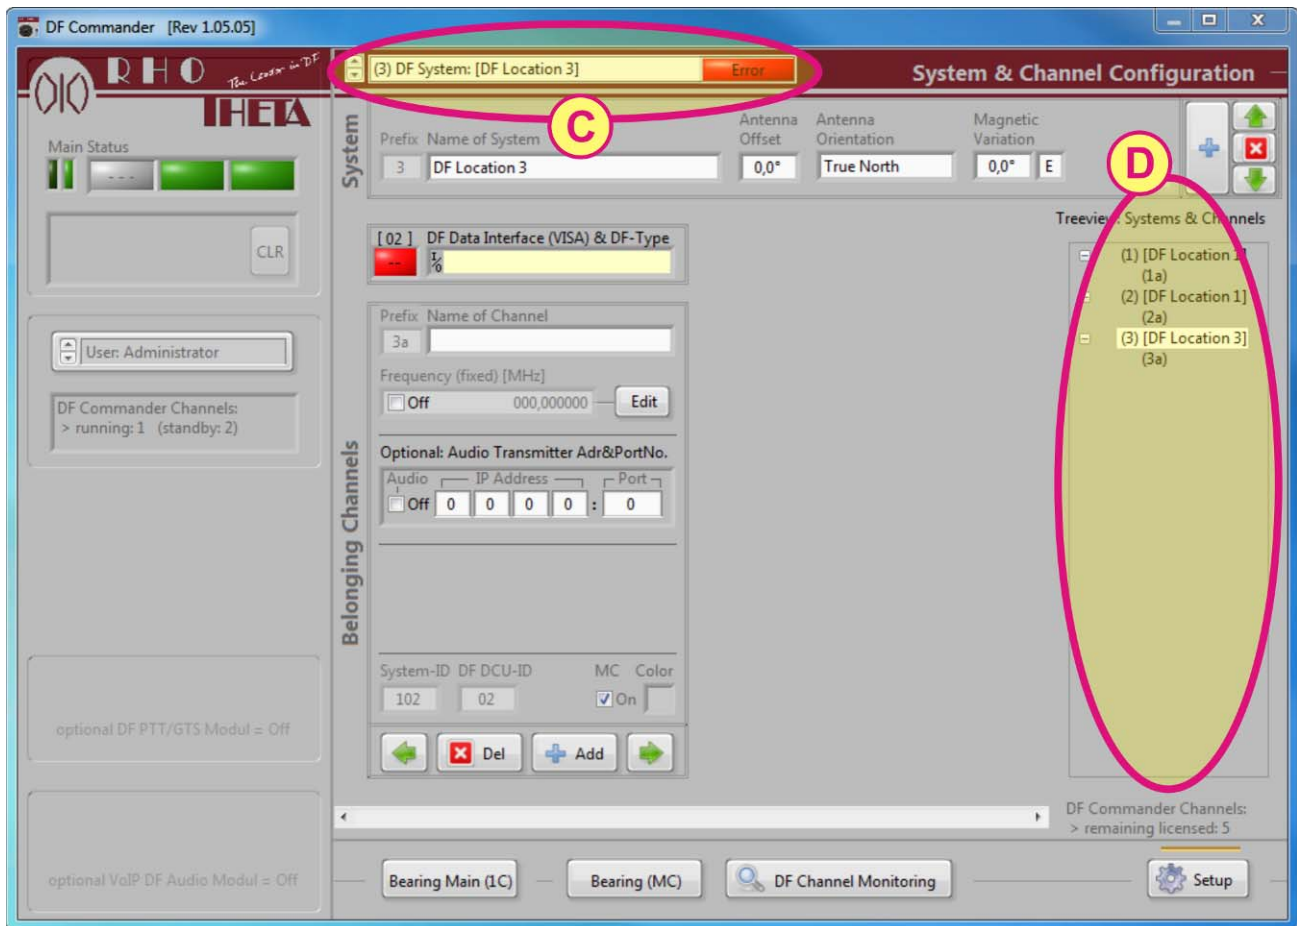 DF Commander [Rev 1.05.05]
RHO
The Leader in DF
THETA
Main Status
---
CLR
User: Administrator
DF Commander Channels:
> running: 1 (standby: 2)
optional DF PTT/GTS Modul = Off
optional VoIP DF Audio Modul = Off
(3) DF System: [DF Location 3] Error
System & Channel Configuration
C
System
Prefix Name of System
Antenna Offset
Antenna Orientation
Magnetic Variation
3 DF Location 3 0,0° True North 0,0° E
D
[ 02 ] DF Data Interface (VISA) & DF-Type
-- I/O
Belonging Channels
Prefix Name of Channel
3a
Frequency (fixed) [MHz]
Off 000,000000 Edit
Optional: Audio Transmitter Adr&PortNo.
Audio IP Address Port
Off 0 0 0 0 : 0
System-ID DF DCU-ID MC Color
102 02 On
Del Add
Treeview: Systems & Channels
(1) [DF Location 1]
(1a)
(2) [DF Location 1]
(2a)
(3) [DF Location 3]
(3a)
DF Commander Channels:
> remaining licensed: 5
Bearing Main (1C) Bearing (MC) DF Channel Monitoring Setup